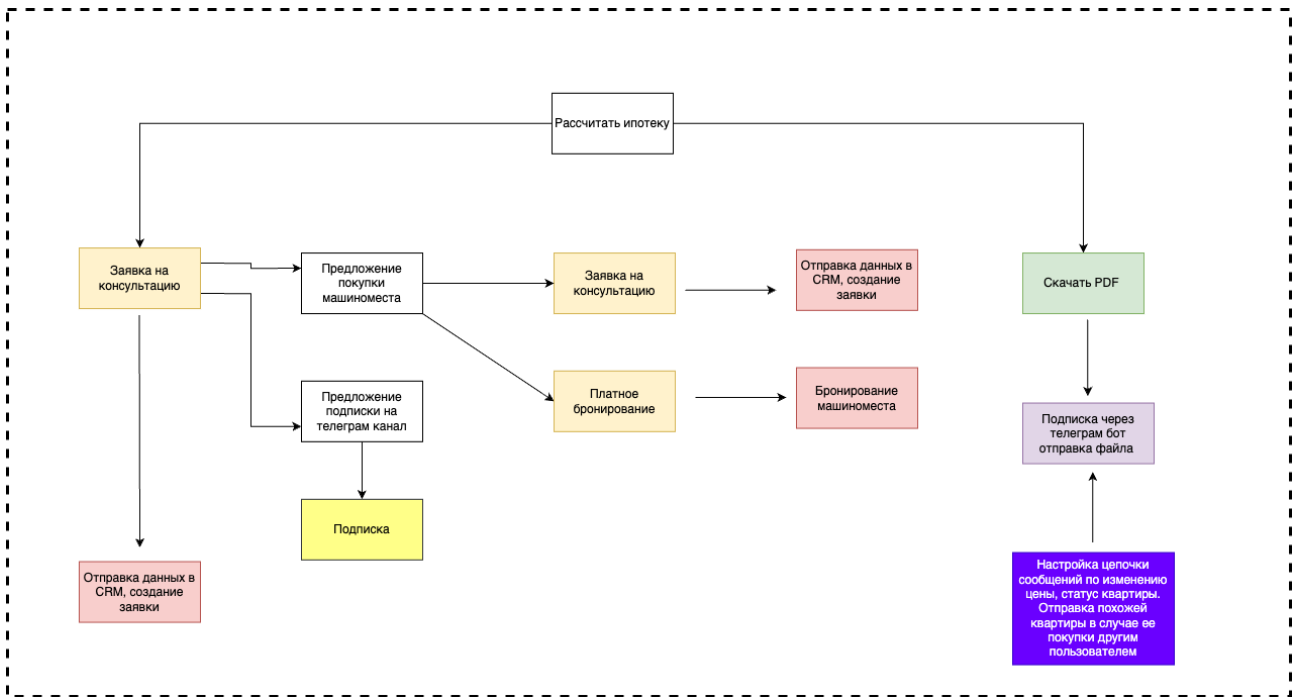 Рассчитать ипотеку
Заявка на
консультацию
Предложение
покупки
машиноместа
Заявка на
консультацию
Отправка данных в
CRM, создание
заявки
Скачать PDF
Предложение
подписки на
телеграм канал
Платное
бронирование
Бронирование
машиноместа
Подписка через
телеграм бот
отправка файла
Подписка
Отправка данных в
CRM, создание
заявки
Настройка цепочки
сообщений по изменению
цены, статус квартиры.
Отправка похожей
квартиры в случае ее
покупки другим
пользователем